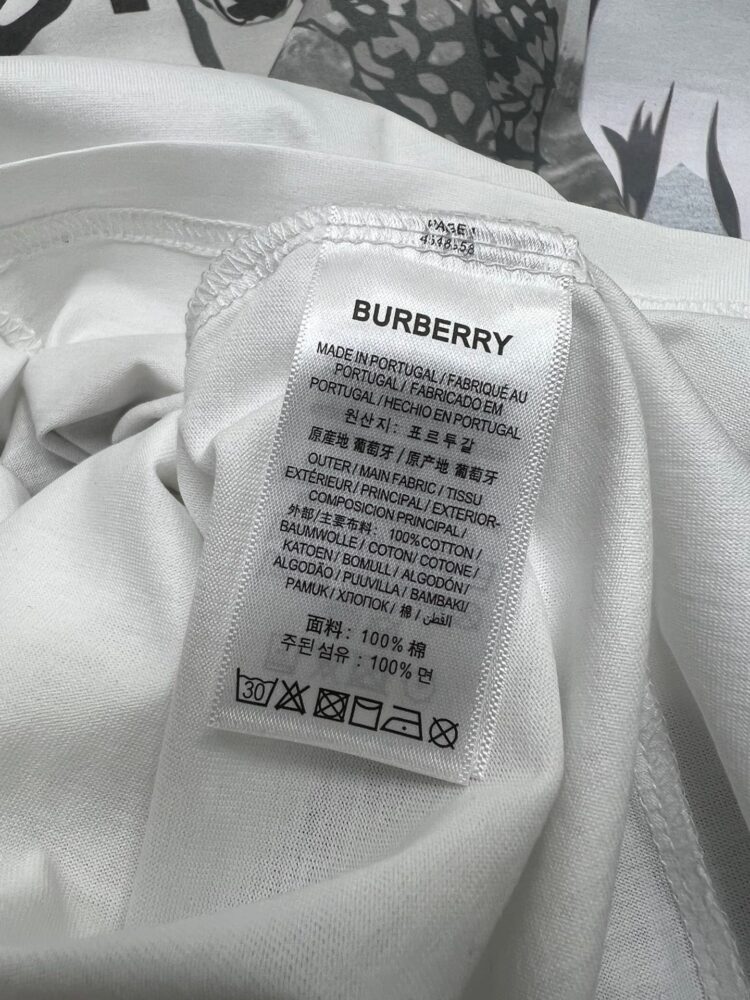 PAGE 1
BURBERRY
MADE IN PORTUGAL / FABRIQUÉ AU
PORTUGAL / FABRICADO EM
PORTUGAL / HECHO EN PORTUGAL
원산지: 포르투갈
原産地 葡萄牙 / 原产地 葡萄牙
OUTER / MAIN FABRIC / TISSU
EXTÉRIEUR / PRINCIPAL / EXTERIOR-
COMPOSICION PRINCIPAL /
外部/主要布料: 100% COTTON /
BAUMWOLLE / COTON / COTONE /
KATOEN / BOMULL / ALGODÓN /
ALGODÃO / PUUVILLA / BAMBAKI /
PAMUK / ХЛОПОК / 棉 / القطن /
面料: 100% 棉
주된섬유: 100% 면
30